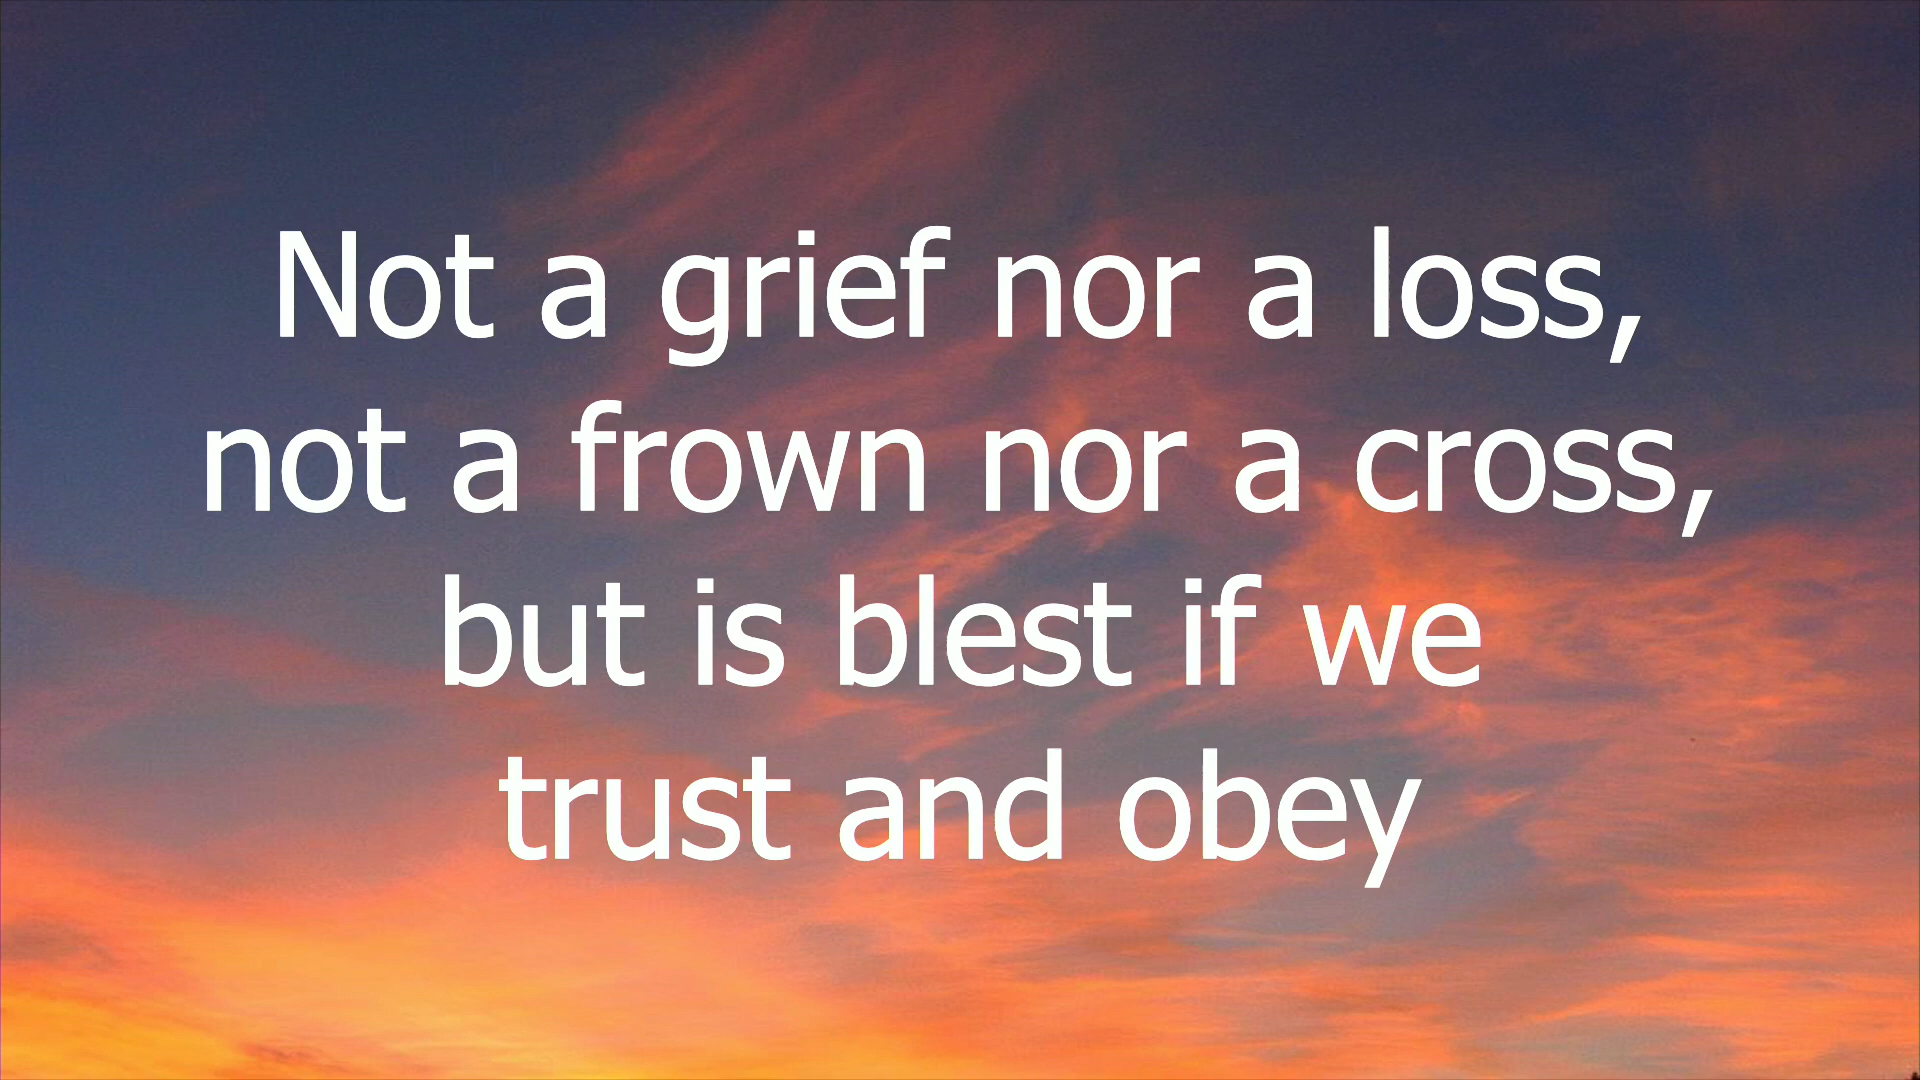 Not a grief nor a loss,
not a frown nor a cross,
but is blest if we
trust and obey